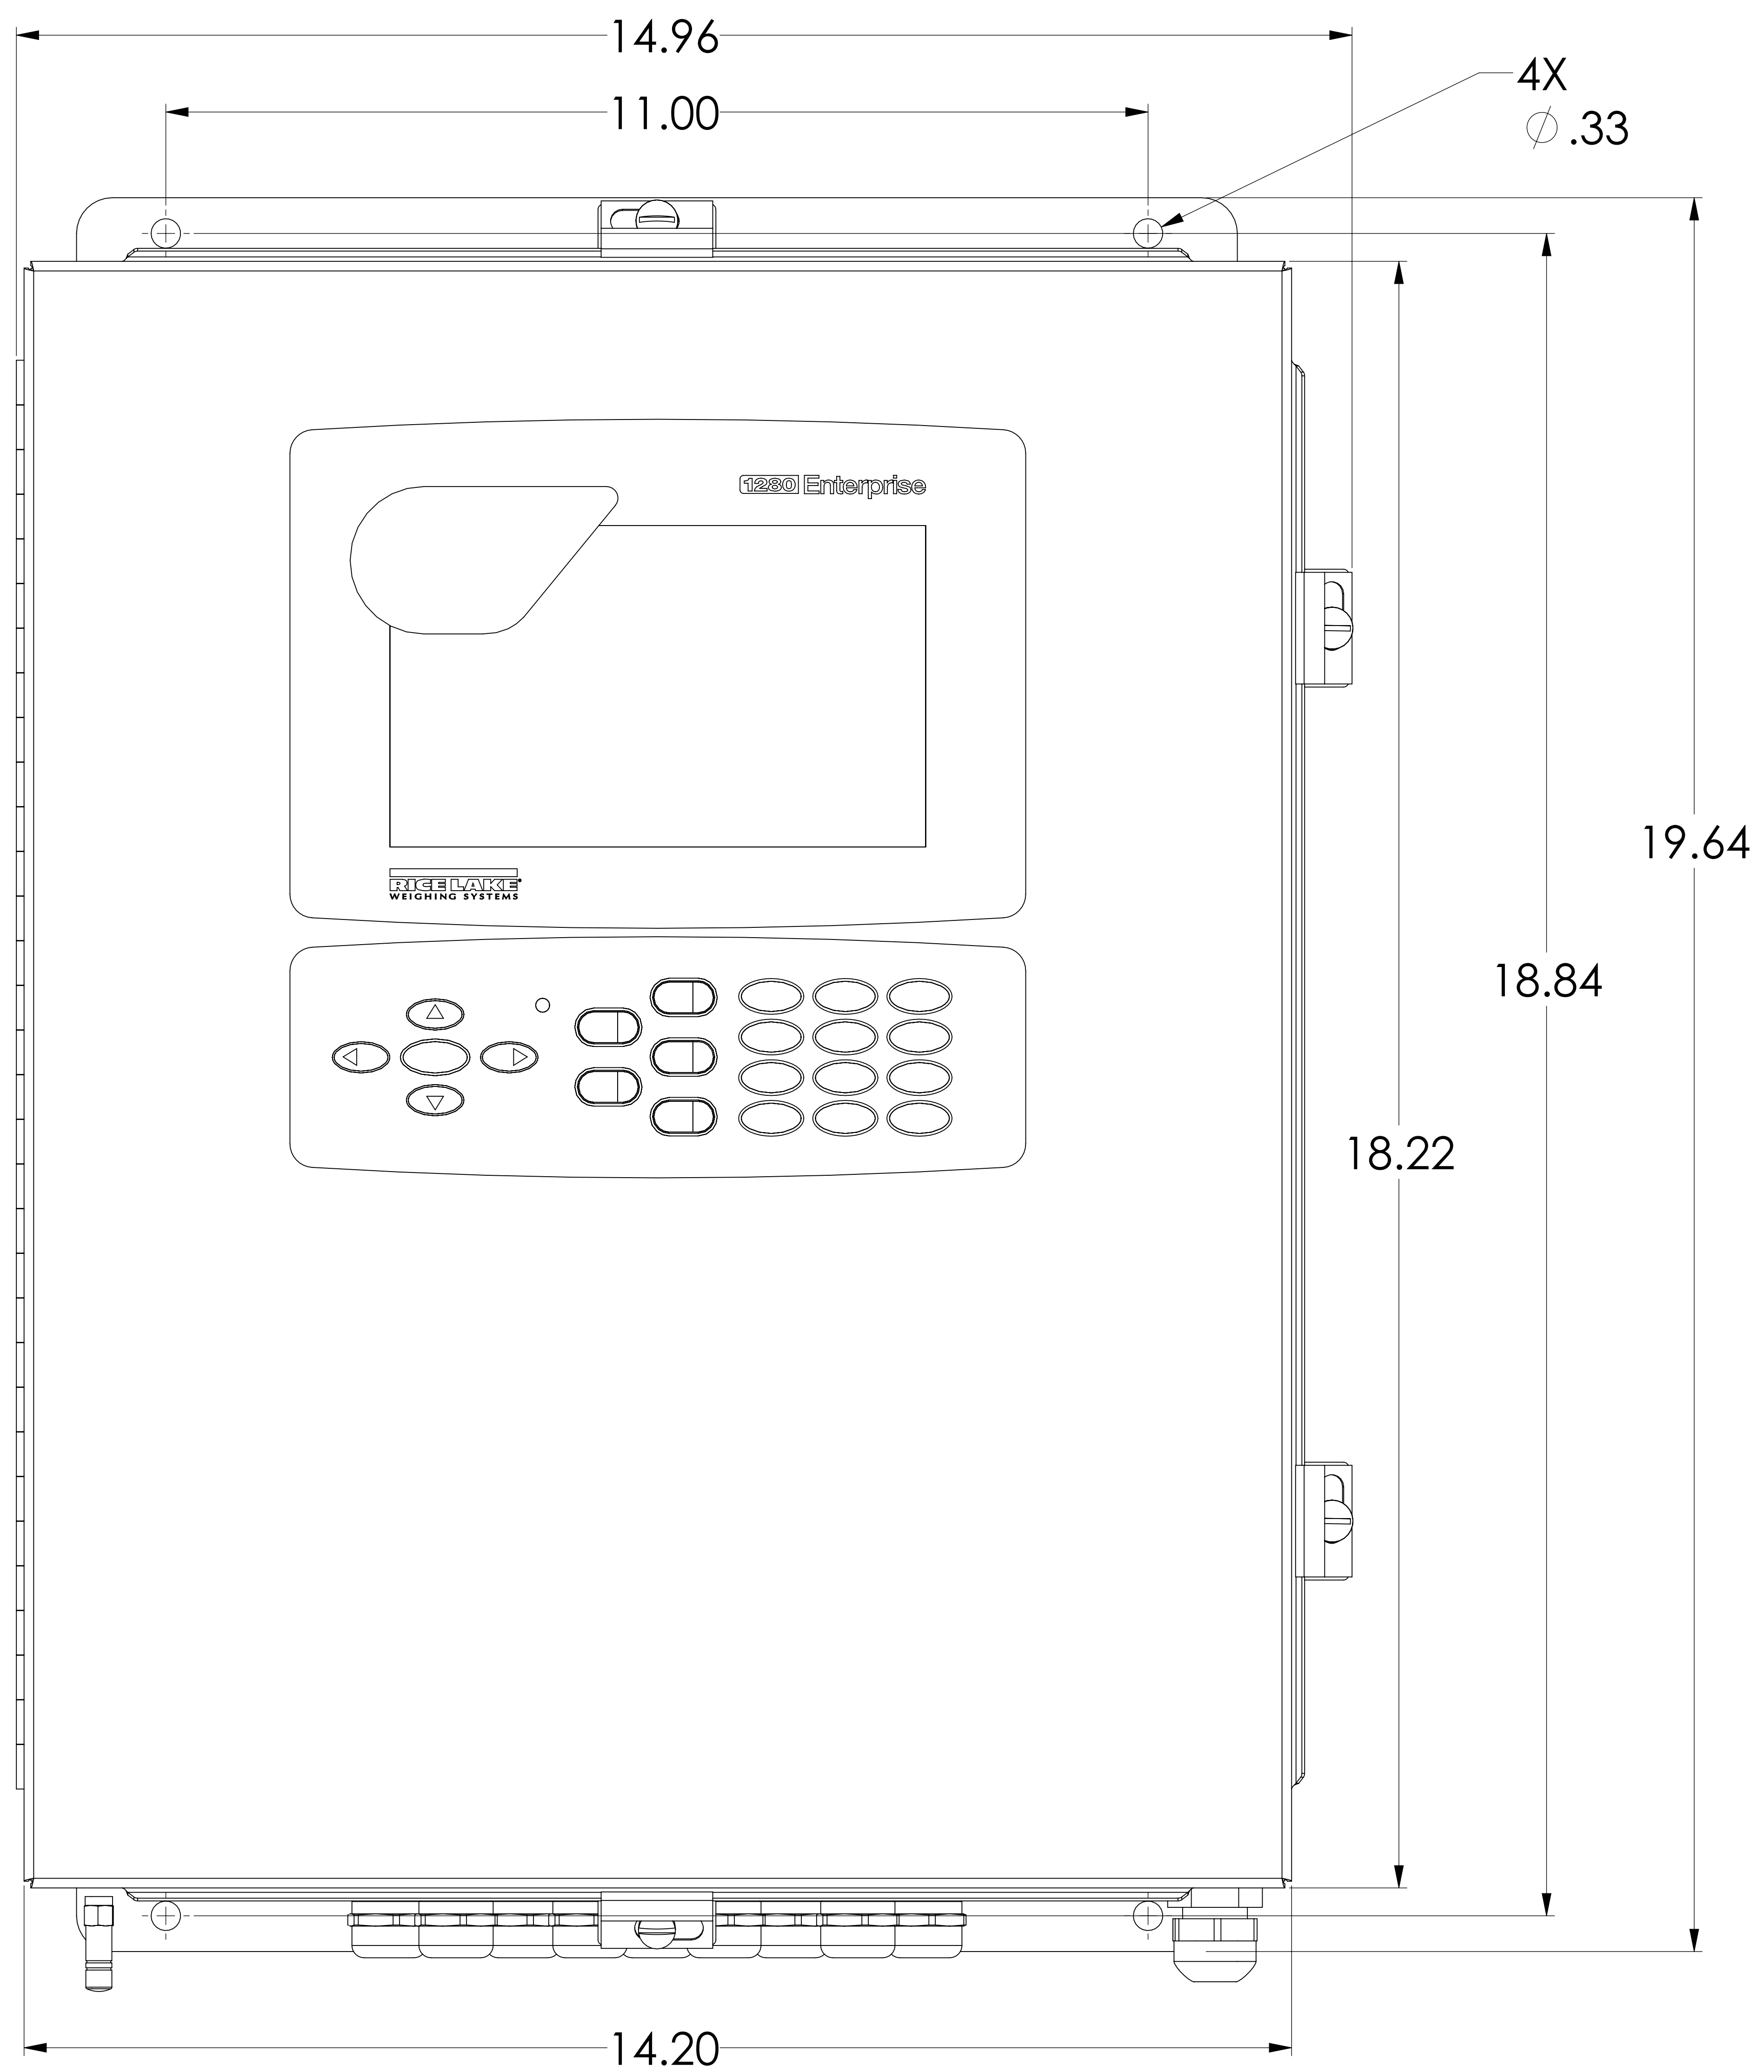 14.96
4X
11.00
∅ .33
1280 Enterprise
19.64
RICE LAKE
WEIGHING SYSTEMS
18.84
18.22
14.20